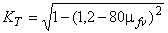 K_T = √1−(1,2−80μ_fv)²